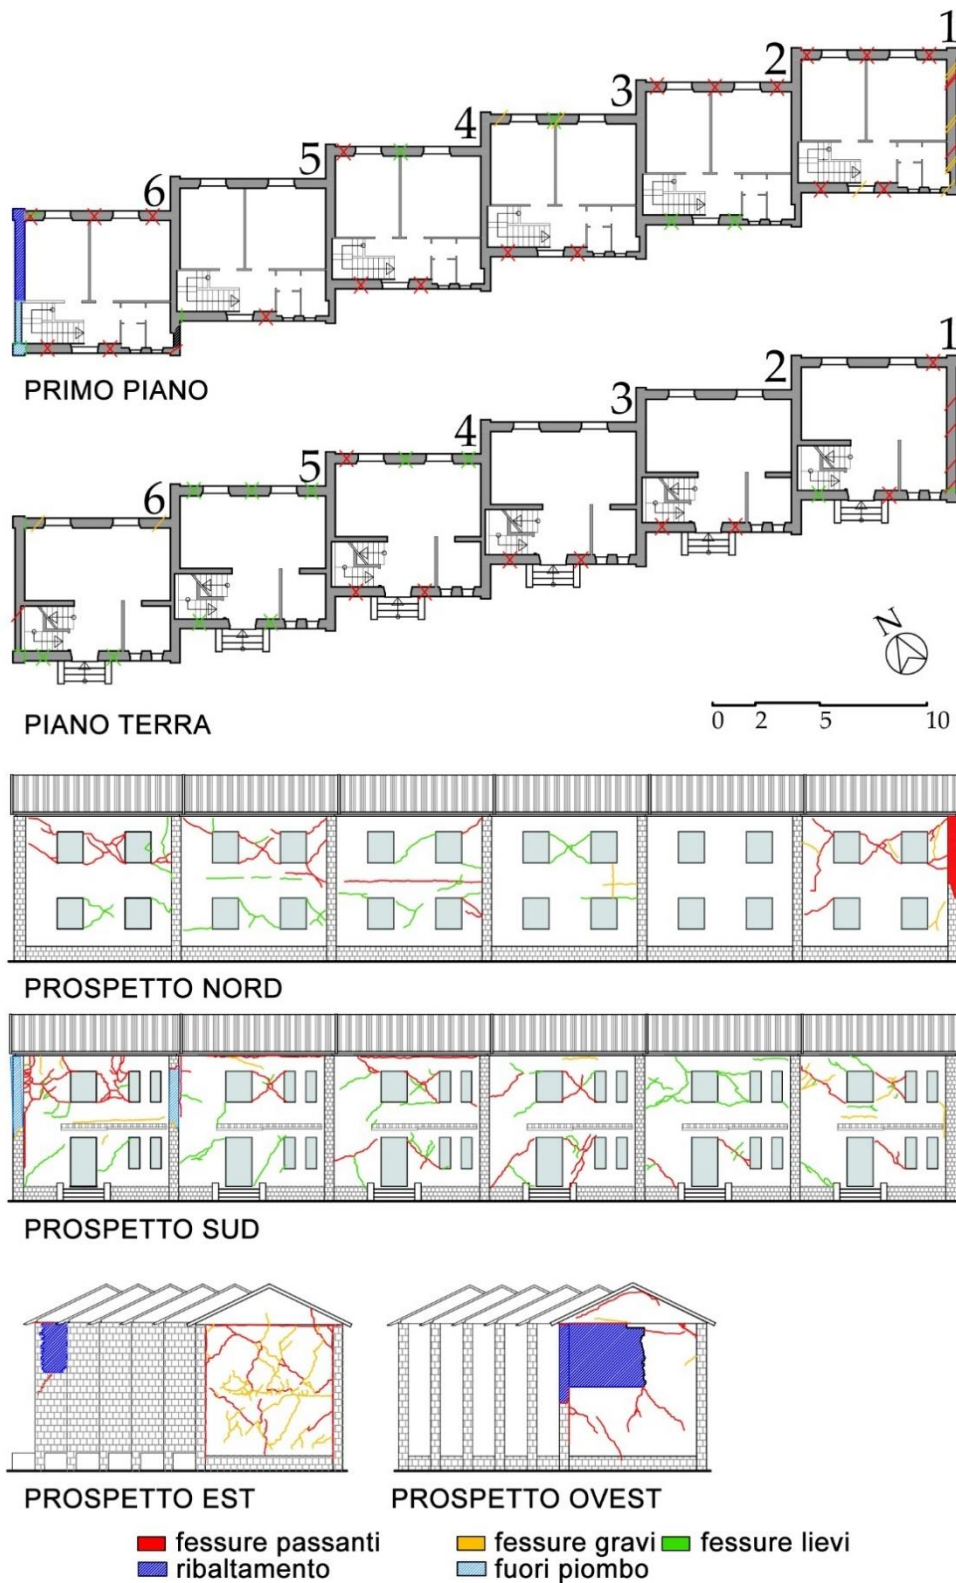 1
2
3
4
5
6
PRIMO PIANO
1
2
3
4
5
6
N
PIANO TERRA
0 2 5 10
PROSPETTO NORD
PROSPETTO SUD
PROSPETTO EST
PROSPETTO OVEST
fessure passanti
fessure gravi
fessure lievi
ribaltamento
fuori piombo